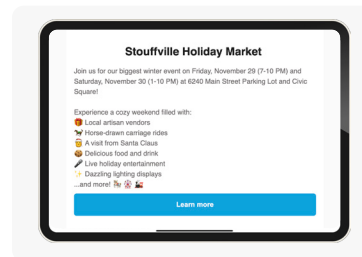 Stouffville Holiday Market
Join us for our biggest winter event on Friday, November 29 (7-10 PM) and
Saturday, November 30 (1-10 PM) at 6240 Main Street Parking Lot and Civic
Square!
Experience a cozy weekend filled with:
🎁 Local artisan vendors
🐎 Horse-drawn carriage rides
🎅 A visit from Santa Claus
🍪 Delicious food and drink
🎤 Live holiday entertainment
✨ Dazzling lighting displays
...and more!
Learn more